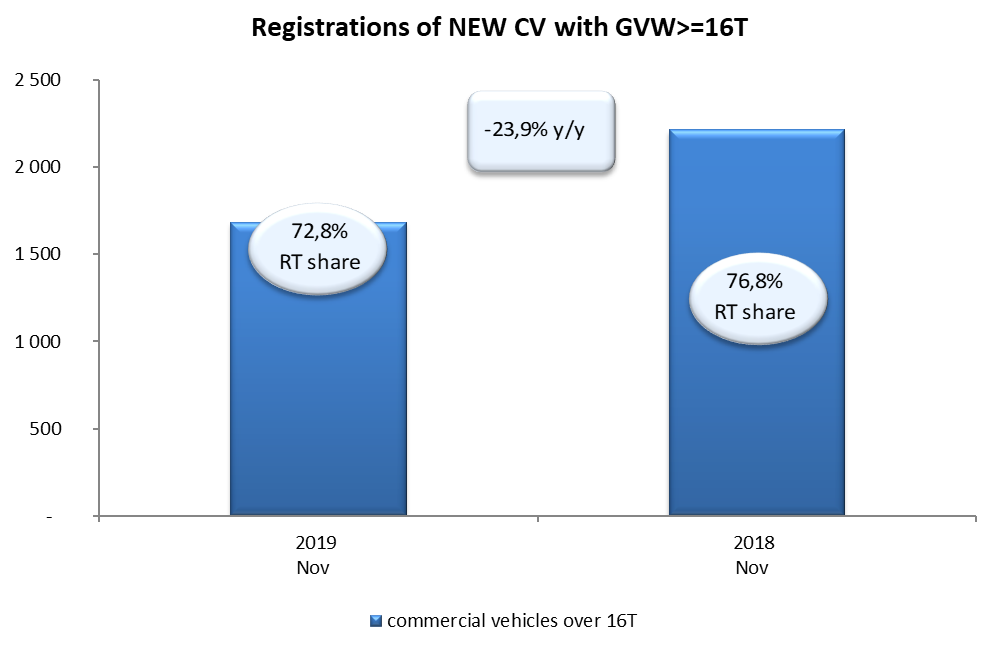 Registrations of NEW CV with GVW>=16T
2 500
2 000
1 500
1 000
500
-
-23,9% y/y
72,8%
RT share
76,8%
RT share
2019
Nov
2018
Nov
commercial vehicles over 16T